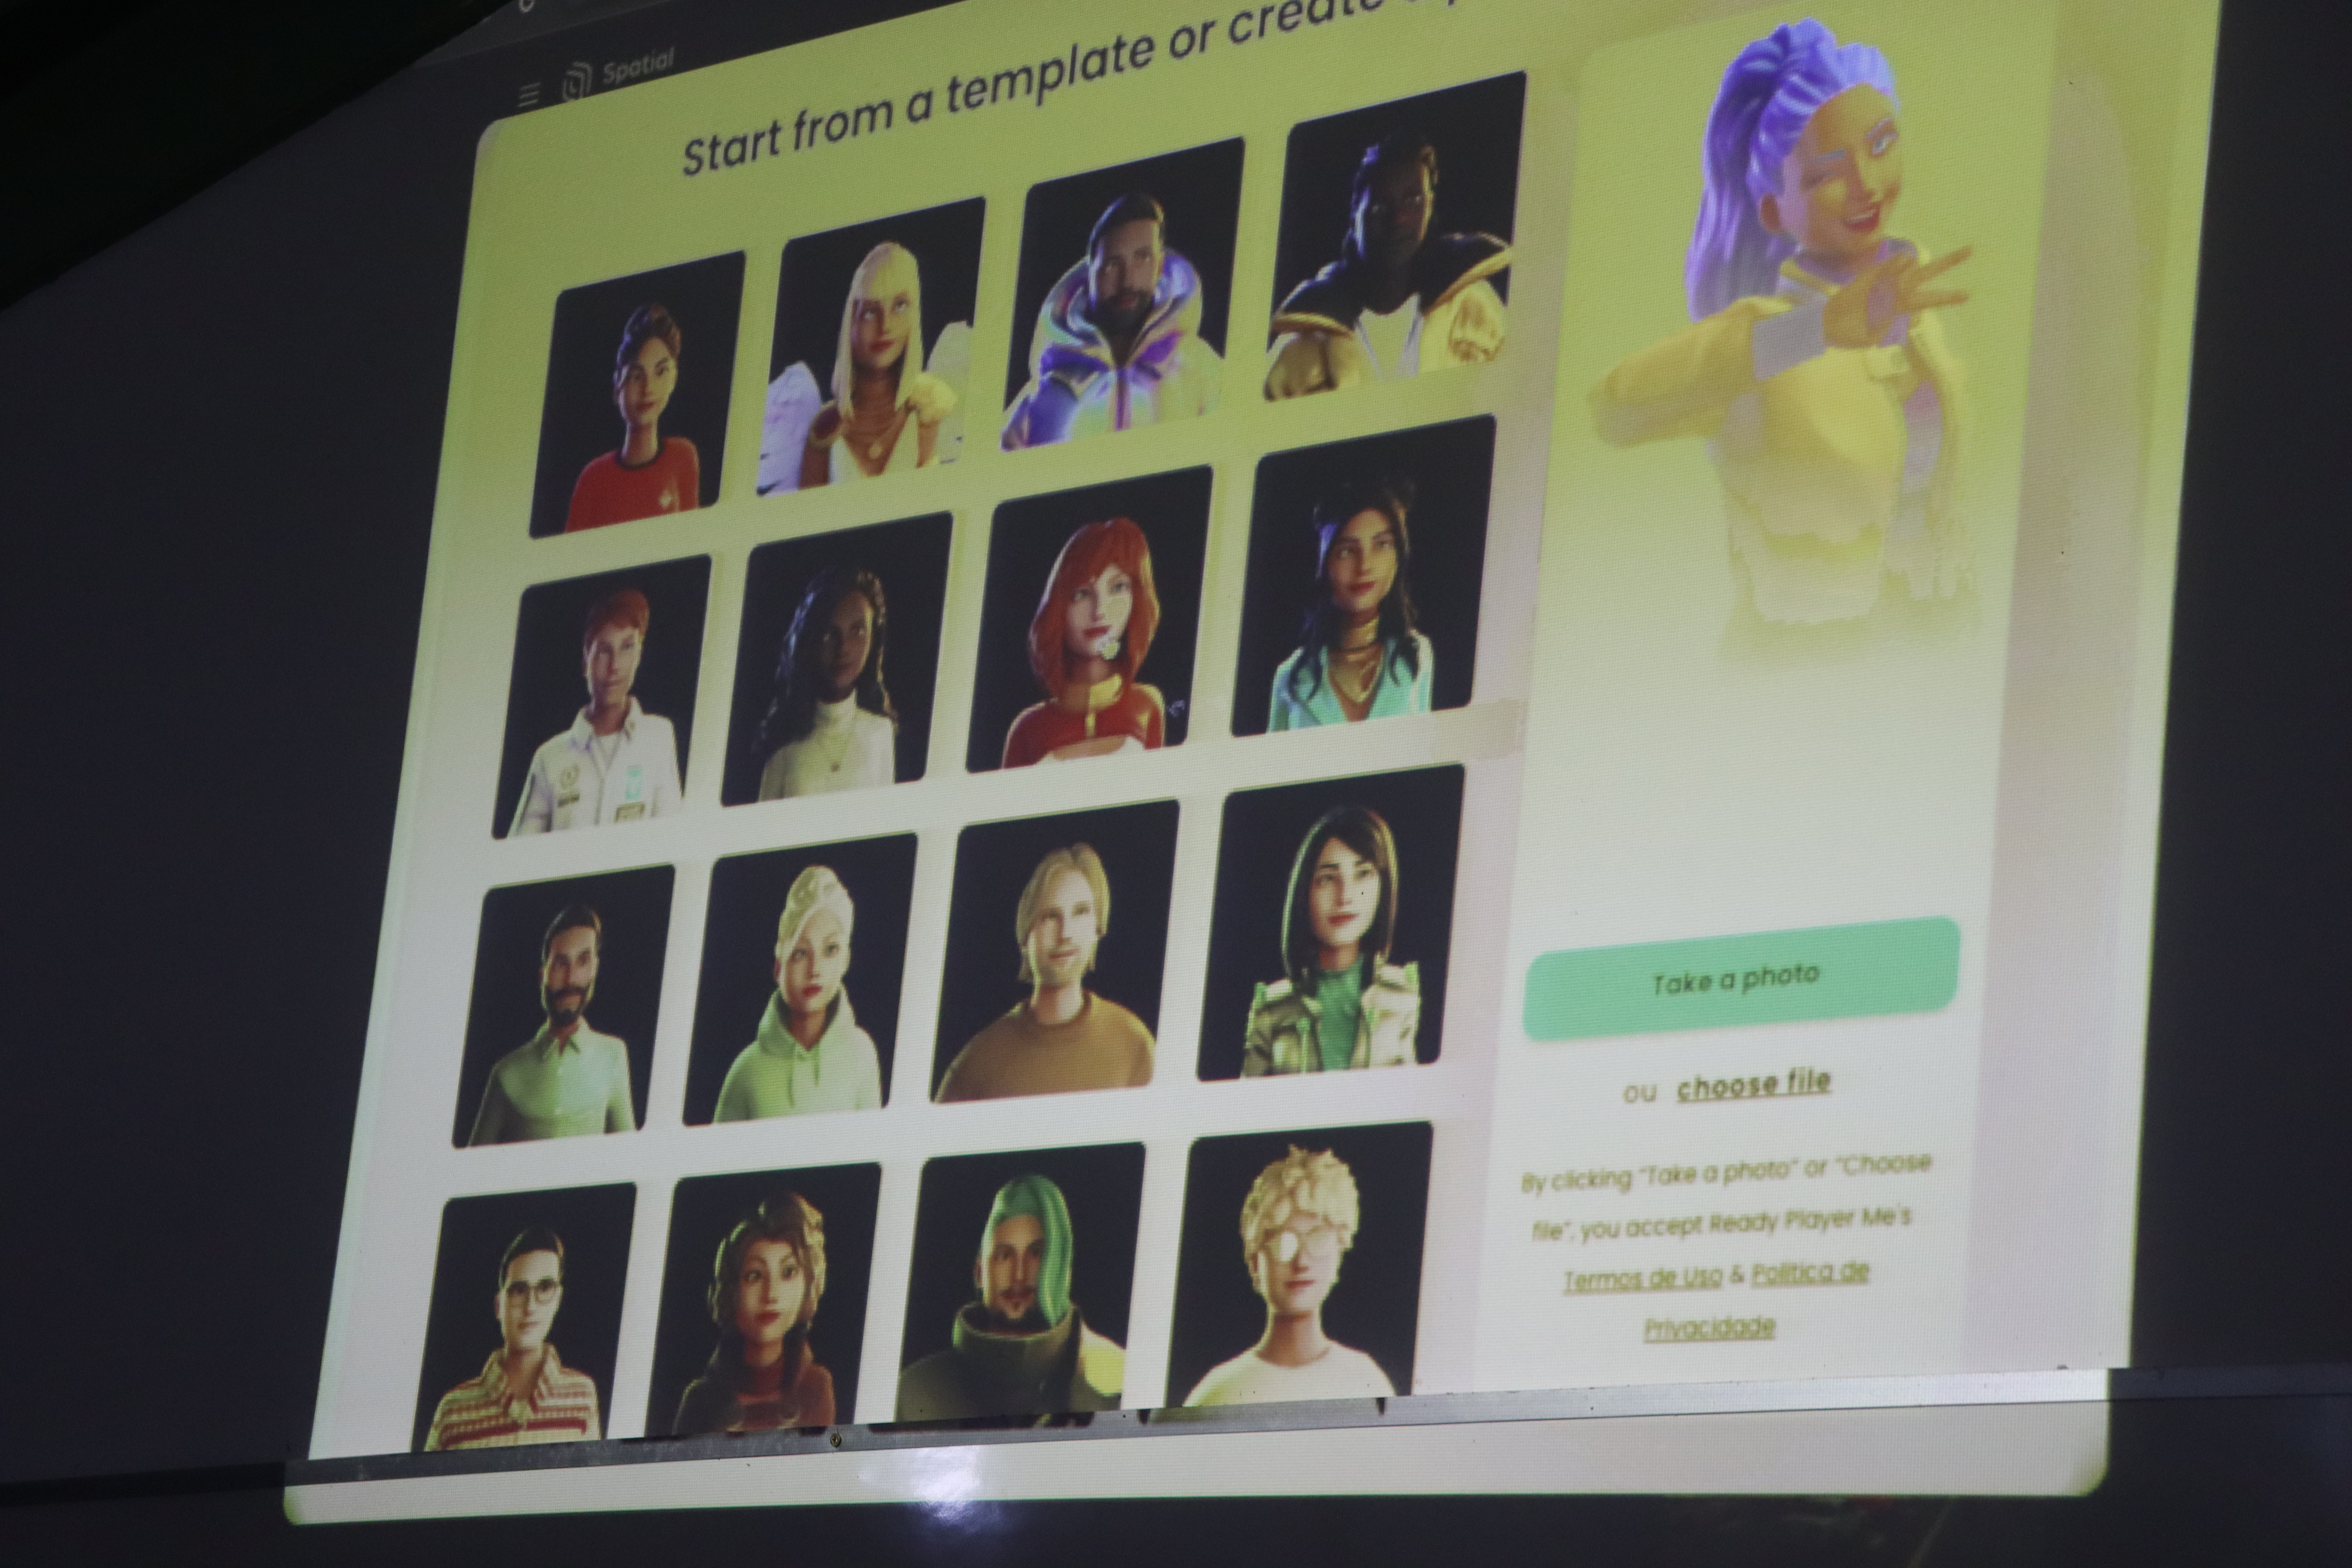 Spatial
Start from a template or create
Take a photo
ou choose file
By clicking "Take a photo" or "Choose
file", you accept Ready Player Me's
Termos de Uso & Política de
Privacidade